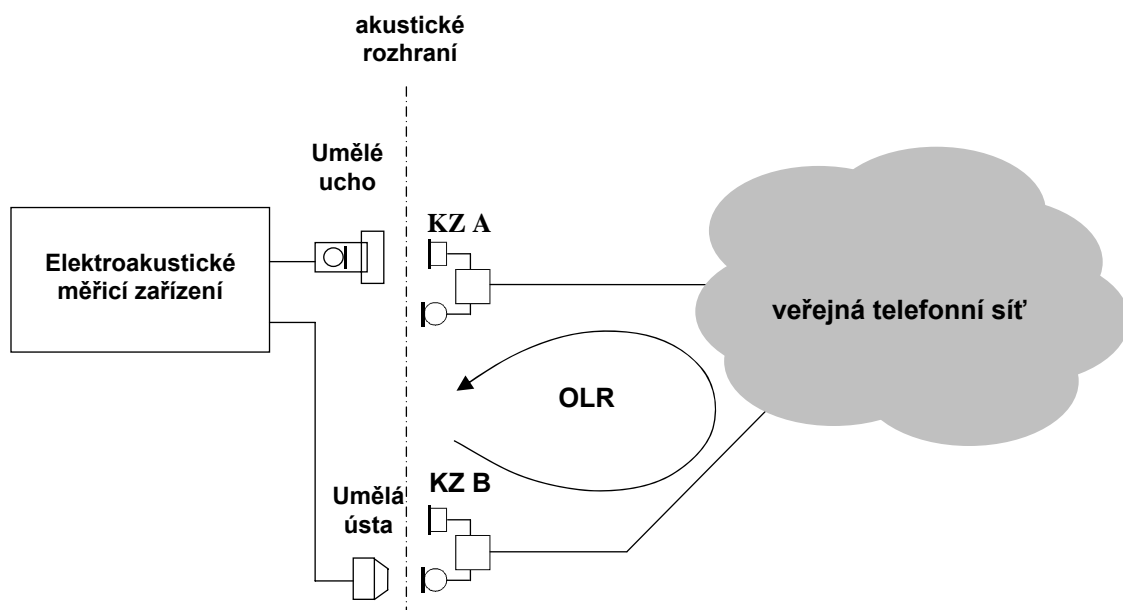 akustické
rozhraní
Umělé
ucho
KZ A
Elektroakustické
měřicí zařízení
veřejná telefonní síť
OLR
KZ B
Umělá
ústa